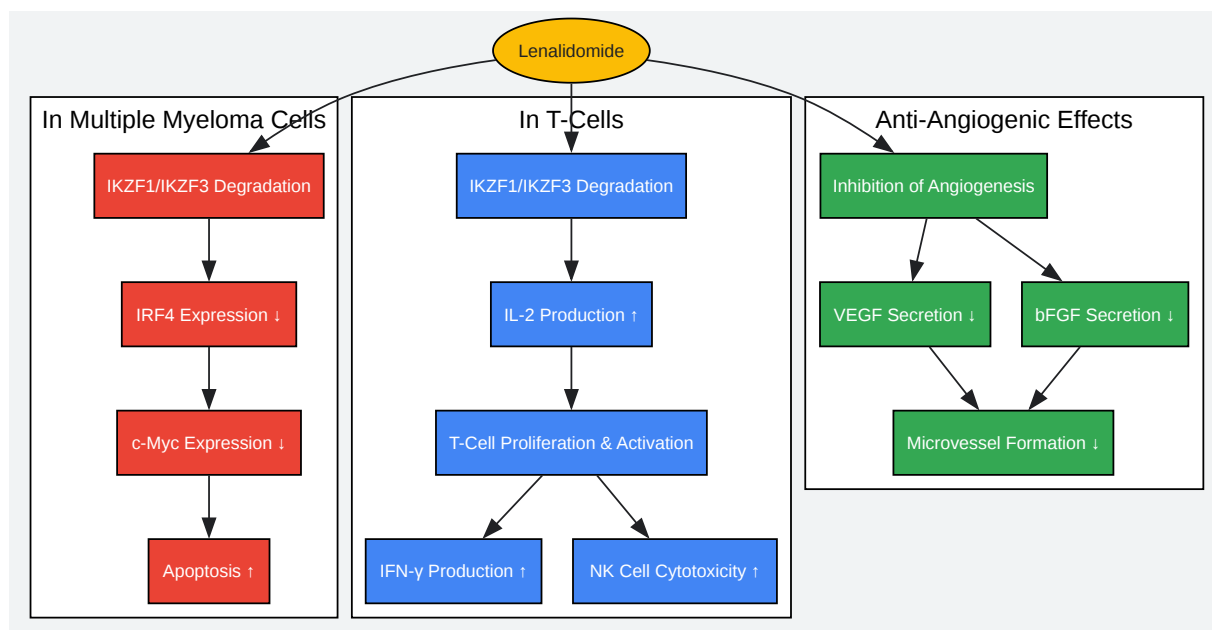 Lenalidomide
In Multiple Myeloma Cells
IKZF1/IKZF3 Degradation
IRF4 Expression ↓
c-Myc Expression ↓
Apoptosis ↑
In T-Cells
IKZF1/IKZF3 Degradation
IL-2 Production ↑
T-Cell Proliferation & Activation
IFN-γ Production ↑
NK Cell Cytotoxicity ↑
Anti-Angiogenic Effects
Inhibition of Angiogenesis
VEGF Secretion ↓
bFGF Secretion ↓
Microvessel Formation ↓